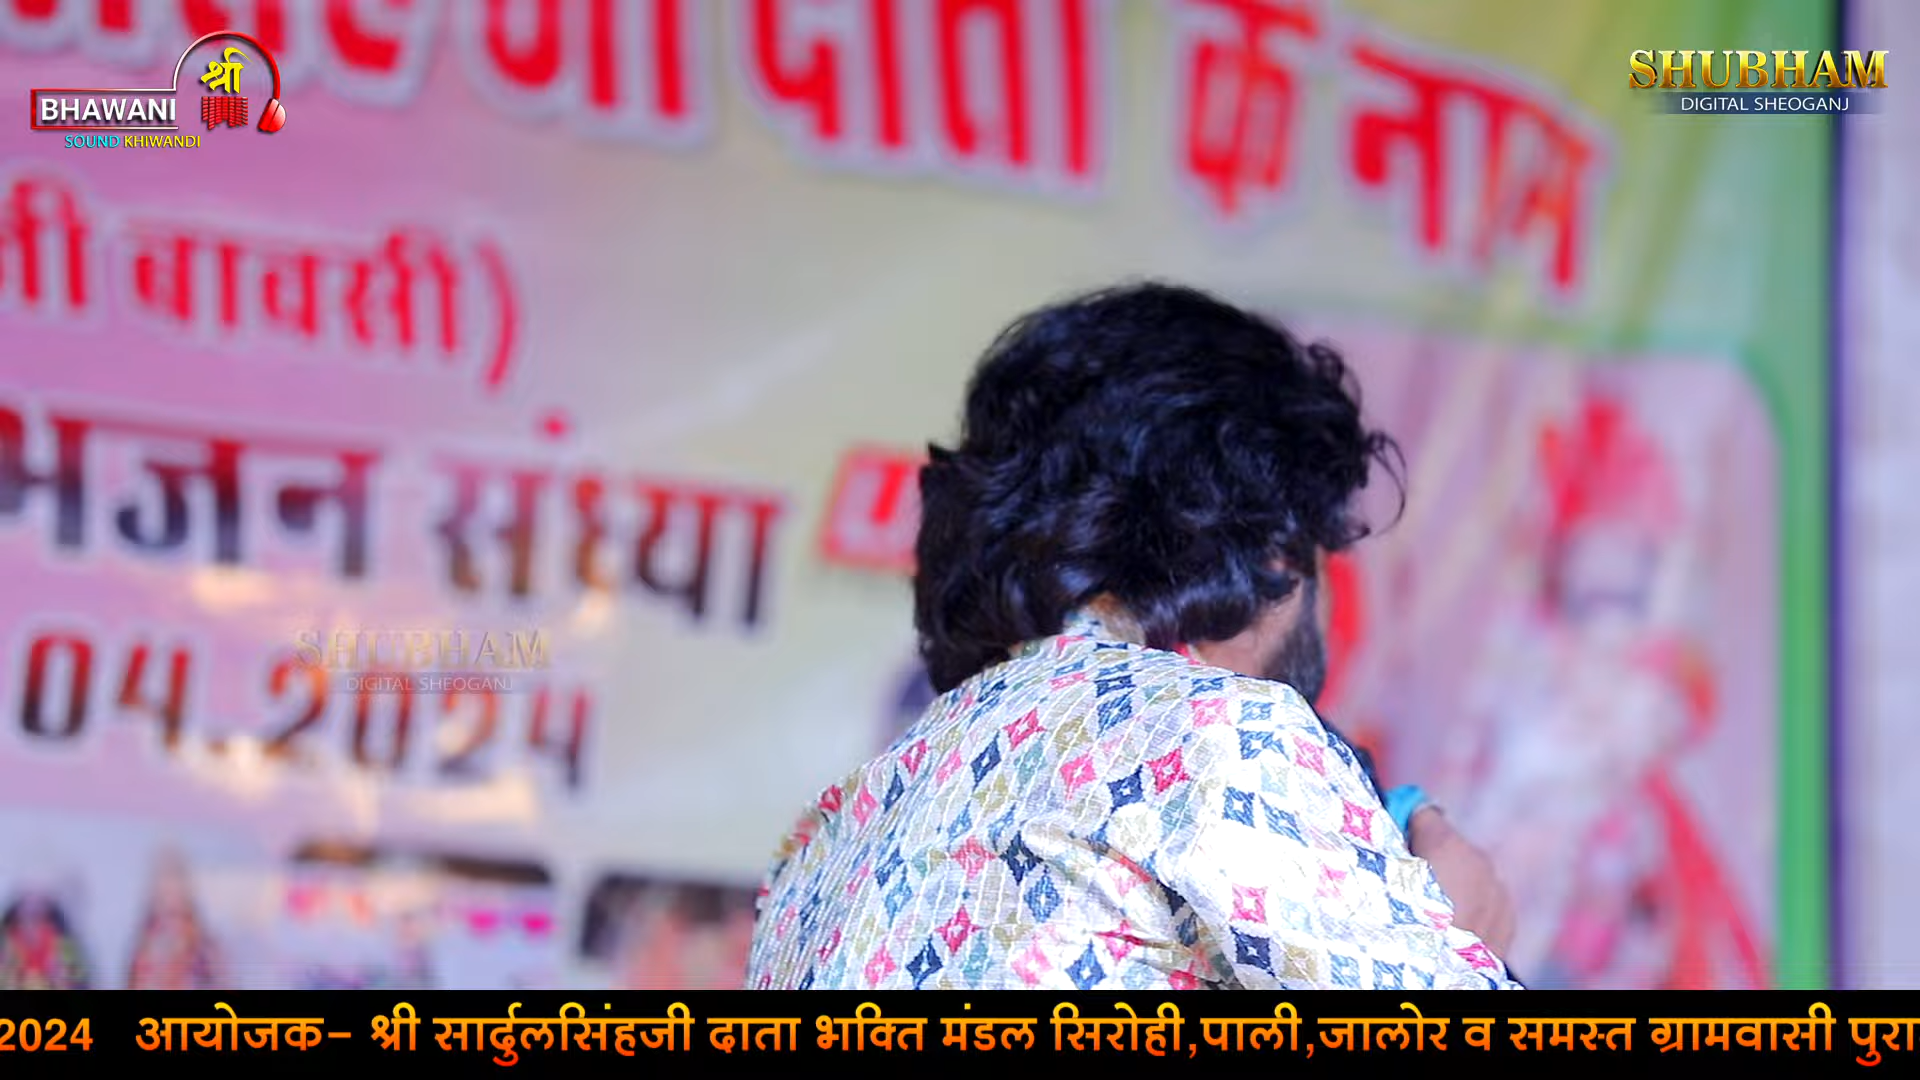 दाता के नाम
श्री
BHAWANI
SOUND KHIWANDI
SHUBHAM
DIGITAL SHEOGANJ
जी बावसी)
भजन संध्या
04.2024
SHUBHAM
DIGITAL SHEOGANJ
2024 आयोजक- श्री सार्दुलसिंहजी दाता भक्ति मंडल सिरोही,पाली,जालोर व समस्त ग्रामवासी